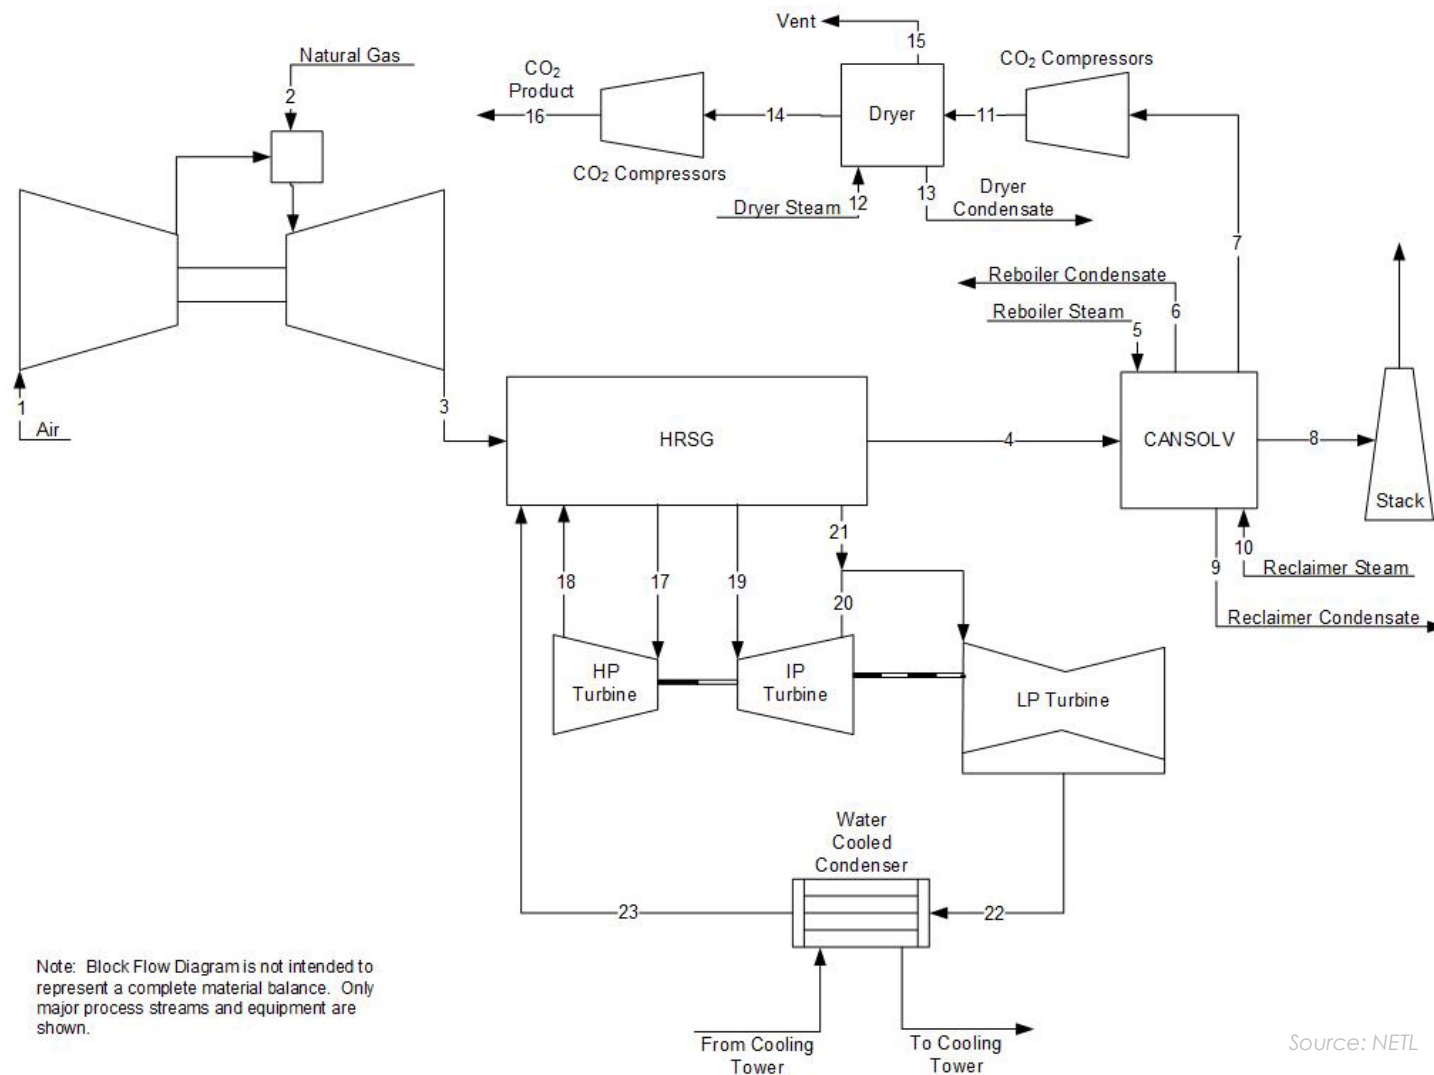 Vent
15
Natural Gas
CO2
Product
CO2 Compressors
2
16
14
Dryer
11
CO2 Compressors
Dryer Steam
12
13
Dryer
Condensate
7
Reboiler Condensate
6
Reboiler Steam
5
1
Air
3
HRSG
4
CANSOLV
8
Stack
21
10
Reclaimer Steam
9
18
17
19
20
Reclaimer Condensate
HP
Turbine
IP
Turbine
LP Turbine
Water
Cooled
Condenser
23
22
Note: Block Flow Diagram is not intended to
represent a complete material balance. Only
major process streams and equipment are
shown.
From Cooling
Tower
To Cooling
Tower
Source: NETL